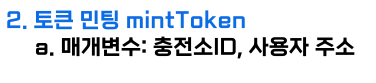 2. 토큰 민팅 mintToken
a. 매개변수: 충전소ID, 사용자 주소